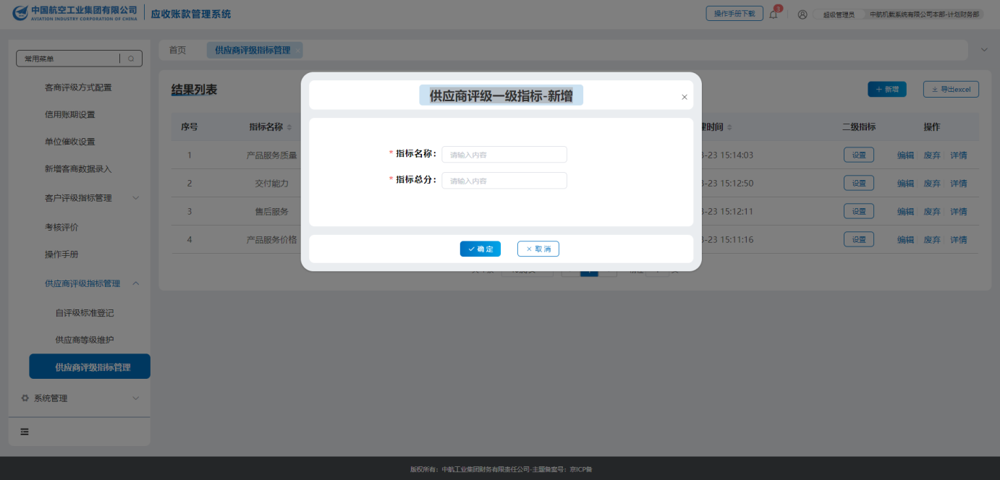 中国航空工业集团有限公司
AVIATION INDUSTRY CORPORATION OF CHINA
应收账款管理系统
操作手册下载
3
超级管理员
中航机载系统有限公司本部-计划财务部
常用菜单
客商评级方式配置
信用账期设置
单位催收设置
新增客商数据录入
客户评级指标管理
考核评价
操作手册
供应商评级指标管理
自评级标准登记
供应商等级维护
供应商评级指标管理
系统管理
首页
供应商评级指标管理
结果列表
+ 新增
导出excel
序号 指标名称 时间 二级指标 操作
1 产品服务质量 -23 15:14:03 设置 编辑 废弃 详情
2 交付能力 -23 15:12:50 设置 编辑 废弃 详情
3 售后服务 -23 15:12:11 设置 编辑 废弃 详情
4 产品服务价格 -23 15:11:16 设置 编辑 废弃 详情
供应商评级一级指标-新增
* 指标名称: 请输入内容
* 指标总分: 请输入内容
确定
取消
版权所有：中航工业集团财务有限责任公司-主题备案号：京ICP备